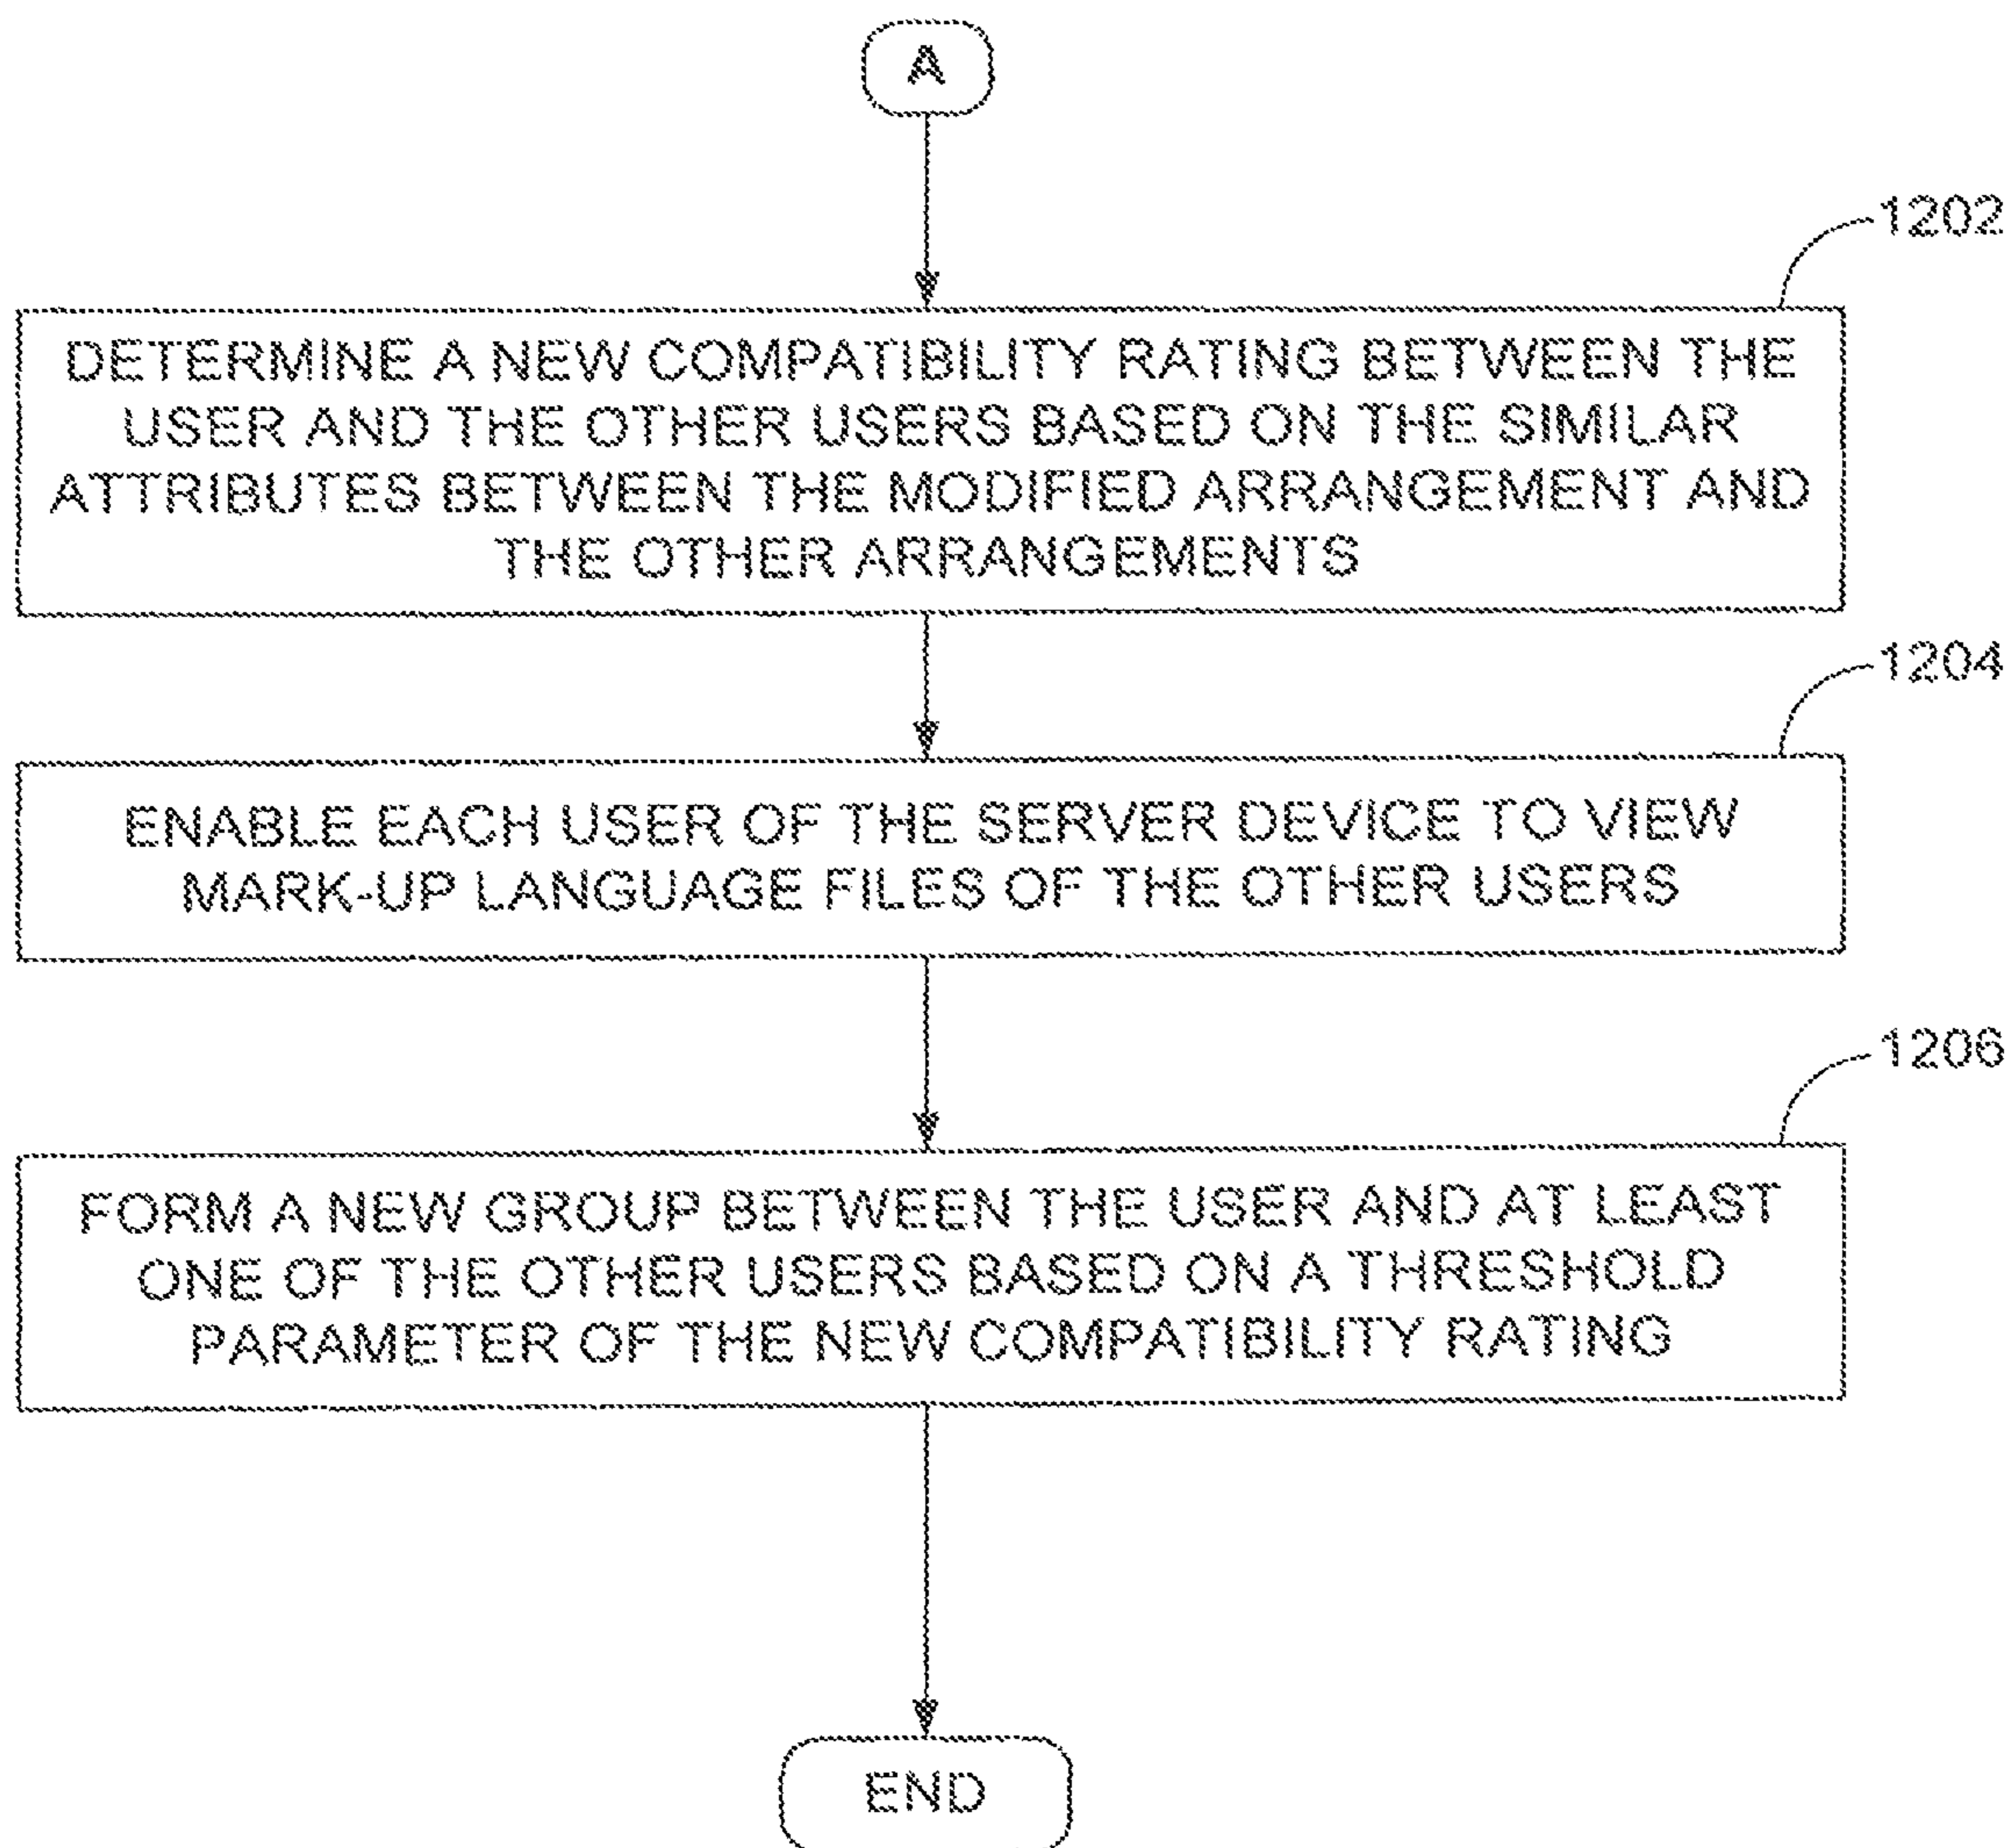 A
1202
DETERMINE A NEW COMPATIBILITY RATING BETWEEN THE
USER AND THE OTHER USERS BASED ON THE SIMILAR
ATTRIBUTES BETWEEN THE MODIFIED ARRANGEMENT AND
THE OTHER ARRANGEMENTS
1204
ENABLE EACH USER OF THE SERVER DEVICE TO VIEW
MARK-UP LANGUAGE FILES OF THE OTHER USERS
1206
FORM A NEW GROUP BETWEEN THE USER AND AT LEAST
ONE OF THE OTHER USERS BASED ON A THRESHOLD
PARAMETER OF THE NEW COMPATIBILITY RATING
END